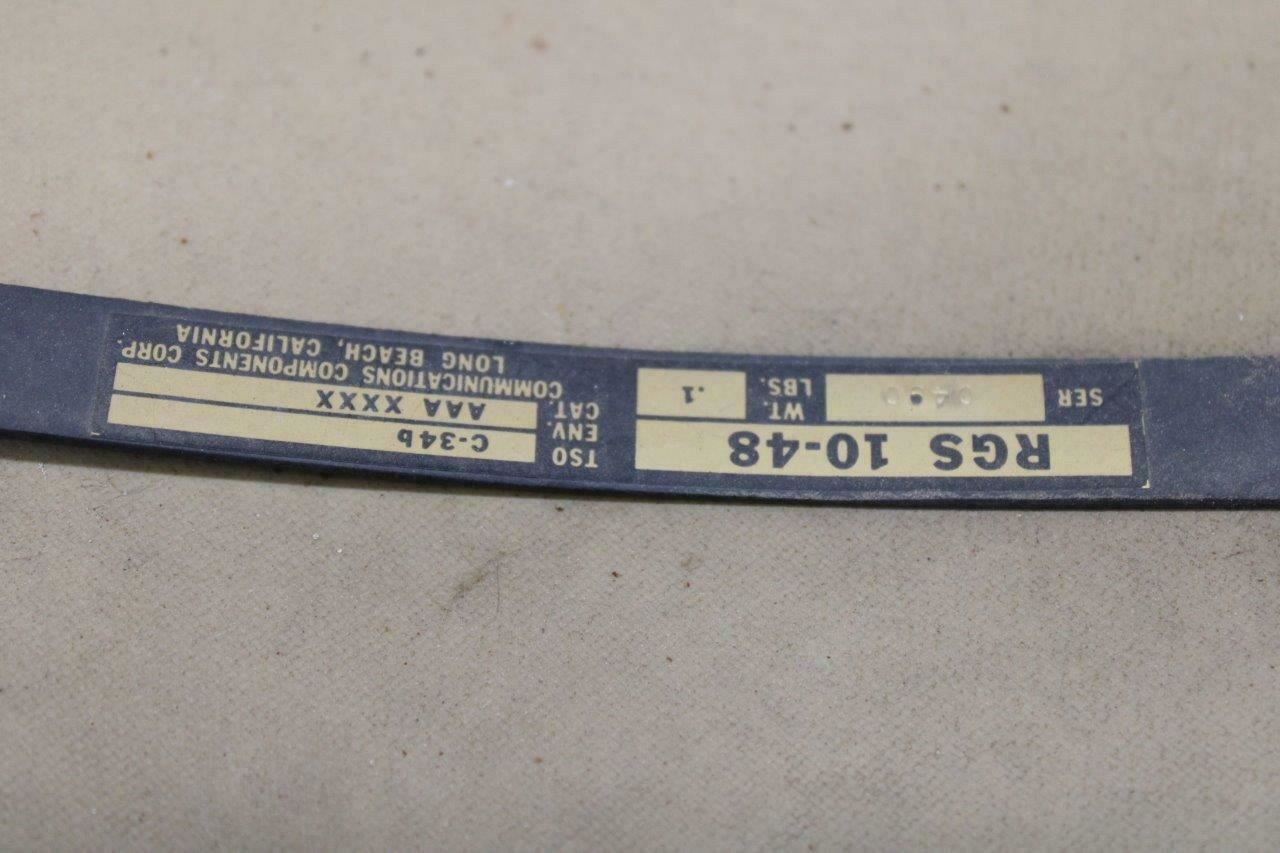 RGS 10-48
SER
WT. LBS. .1
TSO C-34b
ENV. CAT. AAA XXXX
COMMUNICATIONS COMPONENTS CORP.
LONG BEACH, CALIFORNIA